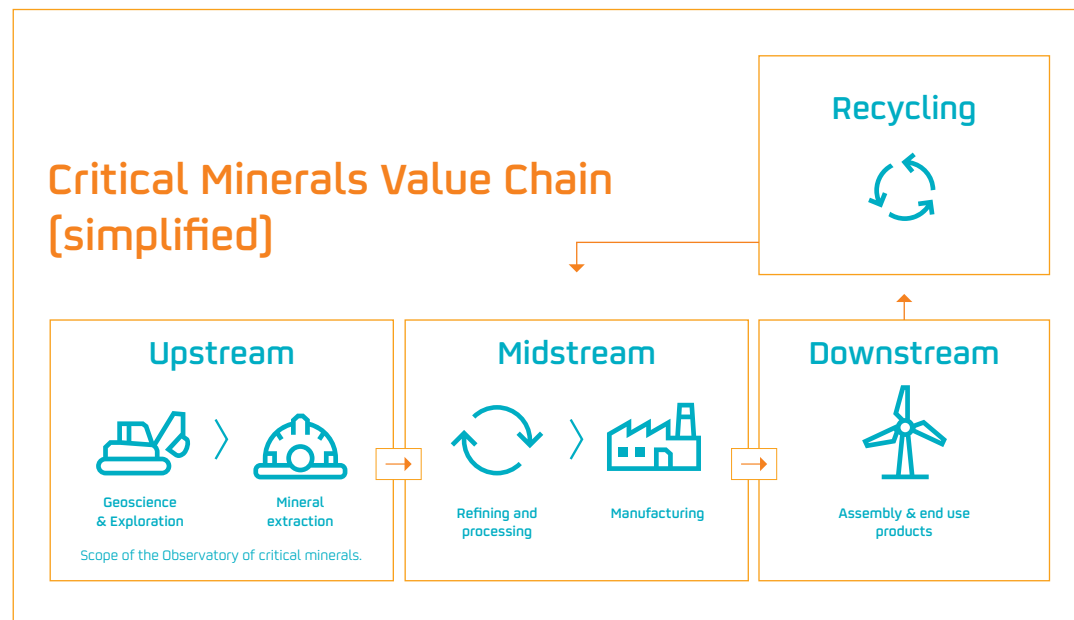 Recycling
Critical Minerals Value Chain
(simplified)
Upstream
Midstream
Downstream
Geoscience
& Exploration
Mineral
extraction
Refining and
processing
Manufacturing
Assembly & end use
products
Scope of the Observatory of critical minerals.